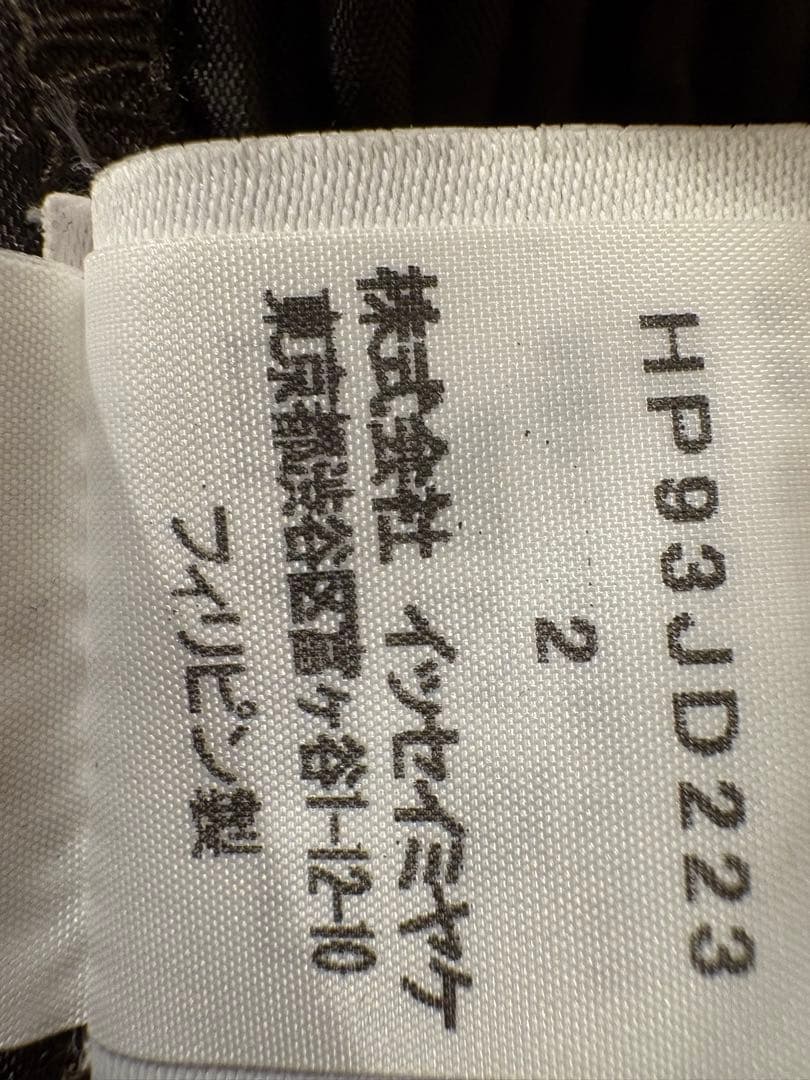 HP93JD223
2
株式会社 イッセイミヤケ
東京都渋谷区富ヶ谷1-12-10
フィリピン製